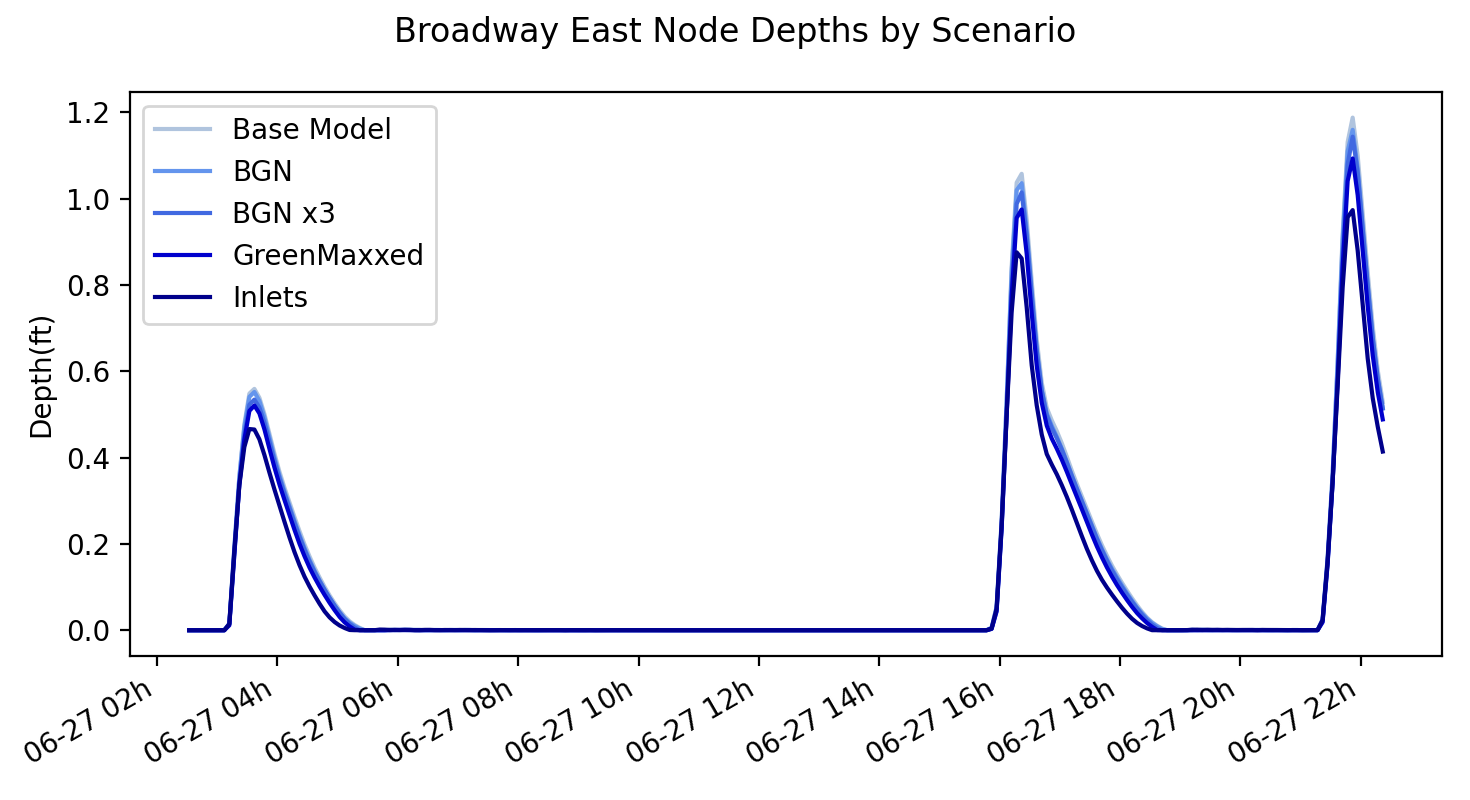 Broadway East Node Depths by Scenario
1.2
1.0
0.8
0.6
0.4
0.2
0.0
Depth(ft)
Base Model
BGN
BGN x3
GreenMaxxed
Inlets
06-27 02h
06-27 04h
06-27 06h
06-27 08h
06-27 10h
06-27 12h
06-27 14h
06-27 16h
06-27 18h
06-27 20h
06-27 22h